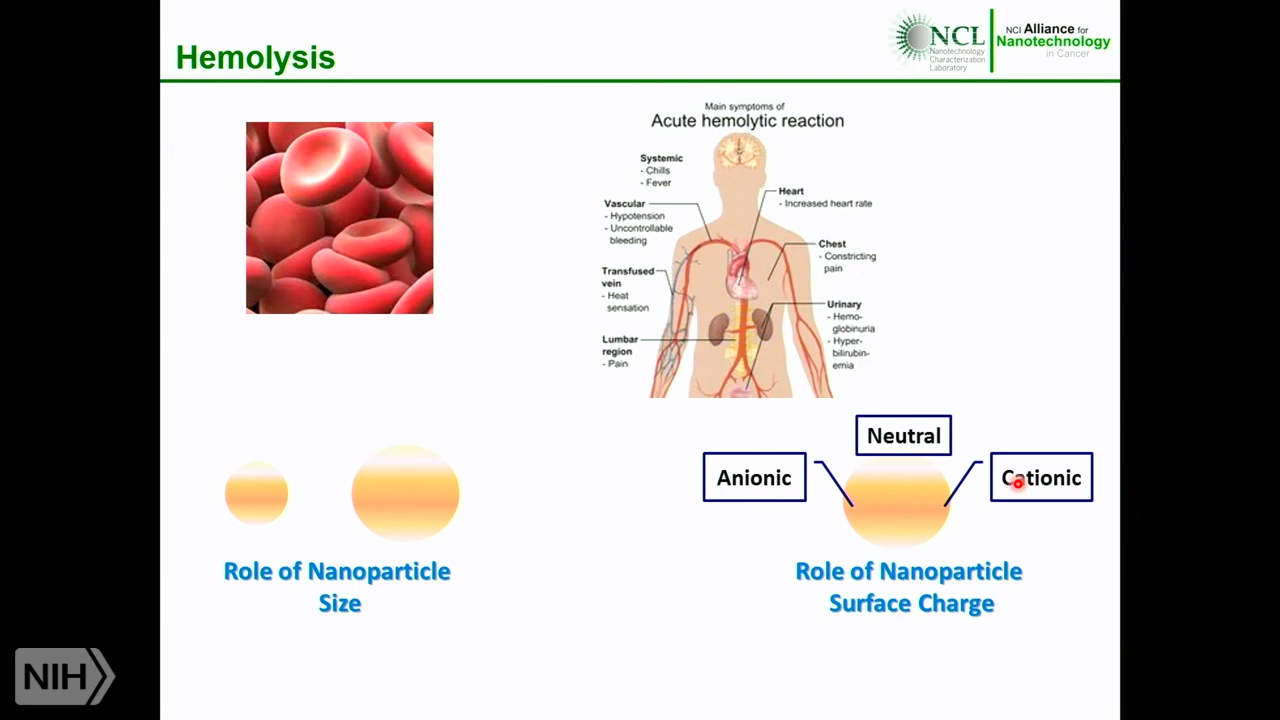 Hemolysis
NCL
Nanotechnology
Characterization
Laboratory
NCI Alliance for
Nanotechnology
in Cancer
Main symptoms of
Acute hemolytic reaction
Systemic
- Chills
- Fever
Vascular
- Hypotension
- Uncontrollable
bleeding
Transfused
vein
- Heat
sensation
Lumbar
region
- Pain
Heart
- Increased heart rate
Chest
- Constricting
pain
Urinary
- Hemo-
globinuria
- Hyper-
bilirubin-
emia
Neutral
Anionic
Cationic
Role of Nanoparticle
Size
Role of Nanoparticle
Surface Charge
NIH